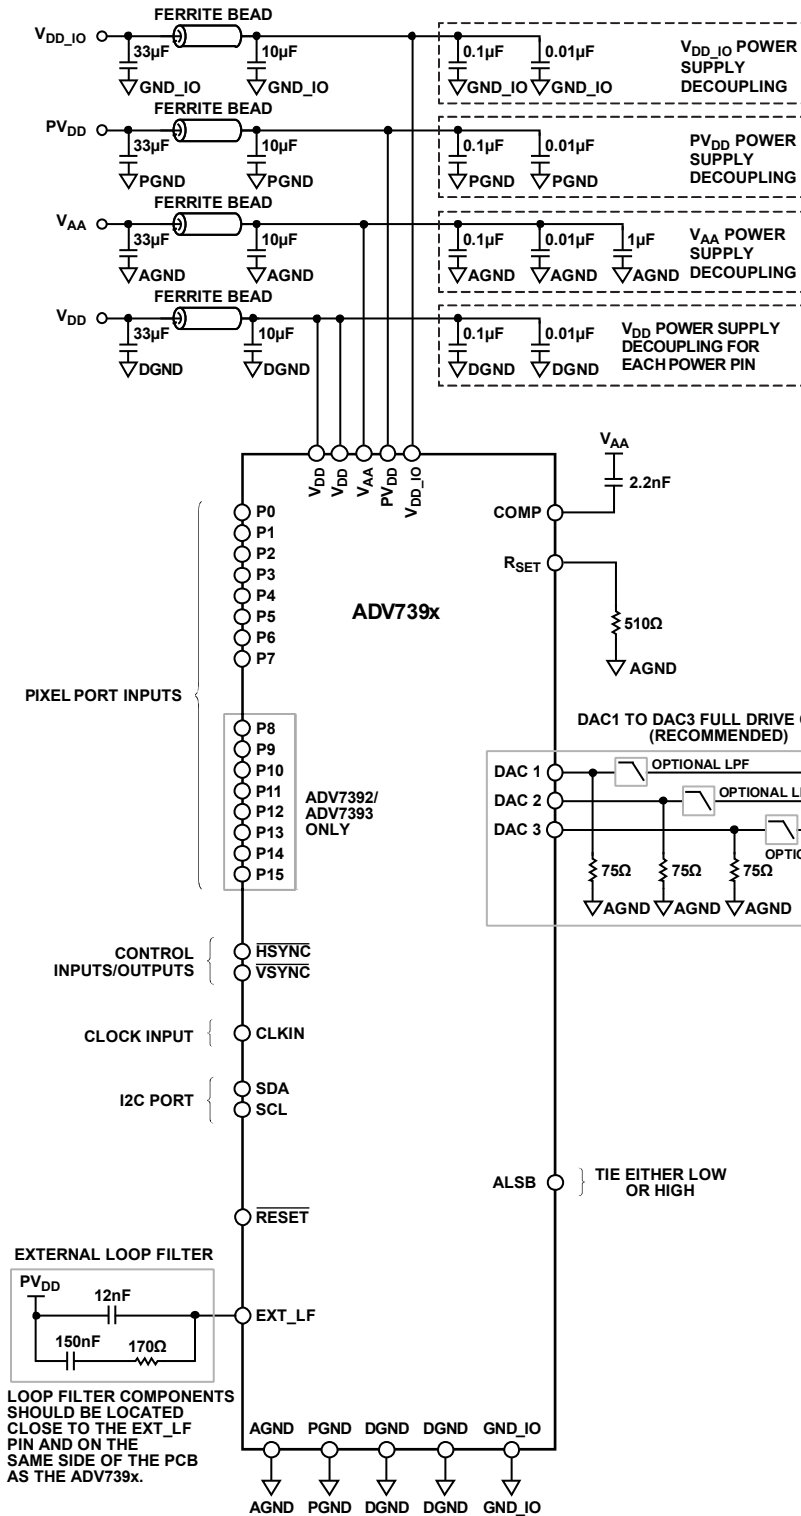 FERRITE BEAD
VDD_IO
33µF
10µF
0.1µF
0.01µF
GND_IO
GND_IO
GND_IO
GND_IO
VDD_IO POWER
SUPPLY
DECOUPLING
FERRITE BEAD
PVDD
33µF
10µF
0.1µF
0.01µF
PGND
PGND
PGND
PGND
PVDD POWER
SUPPLY
DECOUPLING
FERRITE BEAD
VAA
33µF
10µF
0.1µF
0.01µF
1µF
AGND
AGND
AGND
AGND
AGND
VAA POWER
SUPPLY
DECOUPLING
FERRITE BEAD
VDD
33µF
10µF
0.1µF
0.01µF
DGND
DGND
DGND
DGND
VDD POWER SUPPLY
DECOUPLING FOR
EACH POWER PIN
VDD
VDD
VAA
PVDD
VDD_IO
VAA
2.2nF
COMP
RSET
510Ω
AGND
ADV739x
P0
P1
P2
P3
P4
P5
P6
P7
PIXEL PORT INPUTS
P8
P9
P10
P11
P12
P13
P14
P15
ADV7392/
ADV7393
ONLY
DAC1 TO DAC3 FULL DRIVE
(RECOMMENDED)
DAC 1
OPTIONAL LPF
DAC 2
OPTIONAL
DAC 3
75Ω
75Ω
75Ω
AGND
AGND
AGND
CONTROL
INPUTS/OUTPUTS
HSYNC
VSYNC
CLOCK INPUT
CLKIN
I2C PORT
SDA
SCL
ALSB
TIE EITHER LOW
OR HIGH
RESET
EXTERNAL LOOP FILTER
PVDD
12nF
150nF
170Ω
EXT_LF
LOOP FILTER COMPONENTS
SHOULD BE LOCATED
CLOSE TO THE EXT_LF
PIN AND ON THE
SAME SIDE OF THE PCB
AS THE ADV739x.
AGND PGND DGND DGND GND_IO
AGND PGND DGND DGND GND_IO